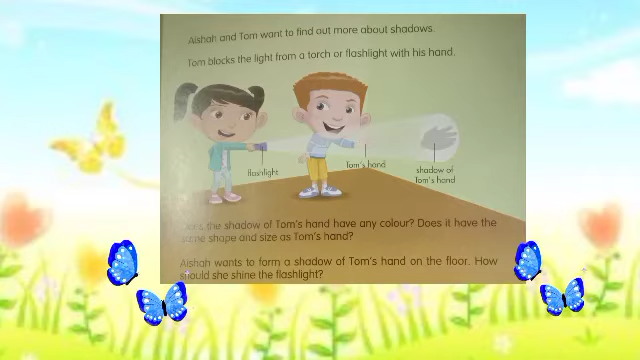 Aishah and Tom want to find out more about shadows.
Tom blocks the light from a torch or flashlight with his hand.
flashlight
Tom's hand
shadow of
Tom's hand
the shadow of Tom's hand have any colour? Does it have the
same shape and size as Tom's hand?
Aishah wants to form a shadow of Tom's hand on the floor. How
should she shine the flashlight?